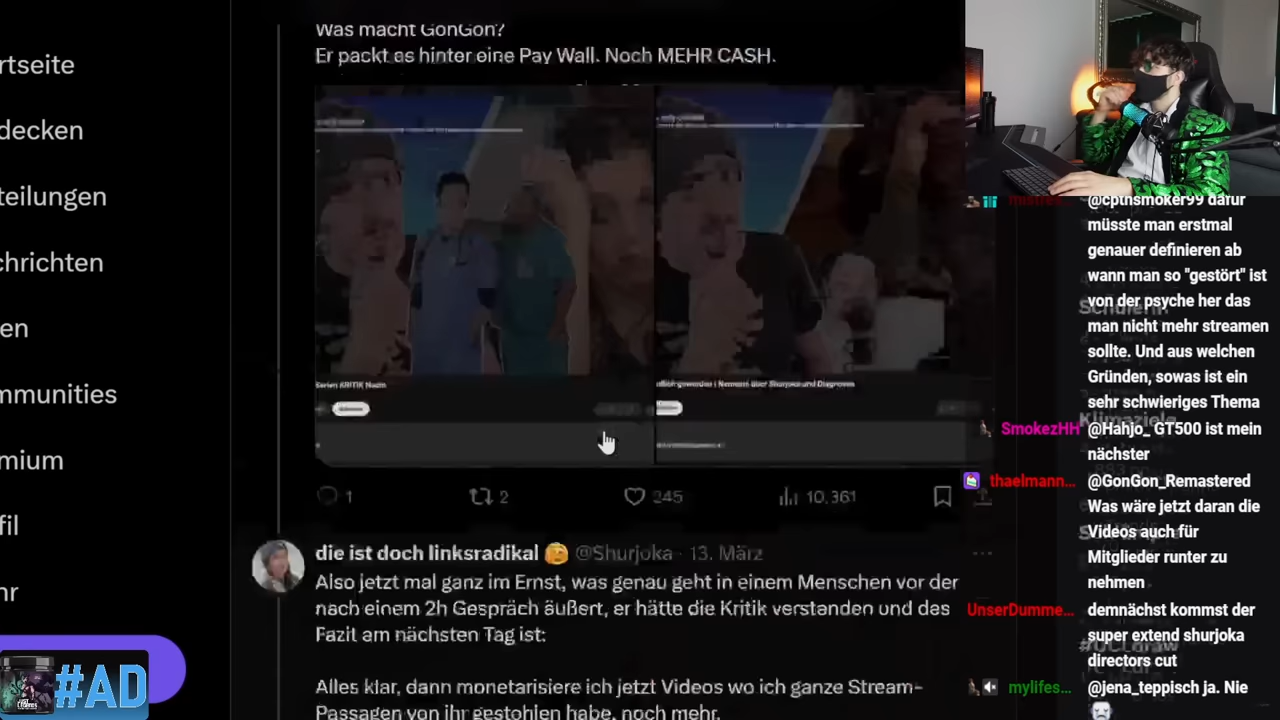 Was macht GonGon?
Er packt es hinter eine Pay Wall. Noch MEHR CASH.
rtseite
decken
teilungen
chrichten
en
mmunities
mium
fil
hr
#AD
1
2
245
10.361
die ist doch linksradikal @Shurjoka · 13. März
Also jetzt mal ganz im Ernst, was genau geht in einem Menschen vor der
nach einem 2h Gespräch äußert, er hätte die Kritik verstanden und das
Fazit am nächsten Tag ist:
Alles klar, dann monetarisiere ich jetzt Videos wo ich ganze Stream-
Passagen von ihr gestohlen habe, noch mehr.
@cpthsmoker99 dafür
müsste man erstmal
genauer definieren ab
wann man so "gestört" ist
von der psyche her das
man nicht mehr streamen
sollte. Und aus welchen
Gründen, sowas ist ein
sehr schwieriges Thema
SmokezHH @Hahjo_ GT500 ist mein
nächster
thaelmann... @GonGon_Remastered
Was wäre jetzt daran die
Videos auch für
Mitglieder runter zu
nehmen
UnserDumme... demnächst kommst der
super extend shurjoka
directors cut
mylifes... @jena_teppisch ja. Nie